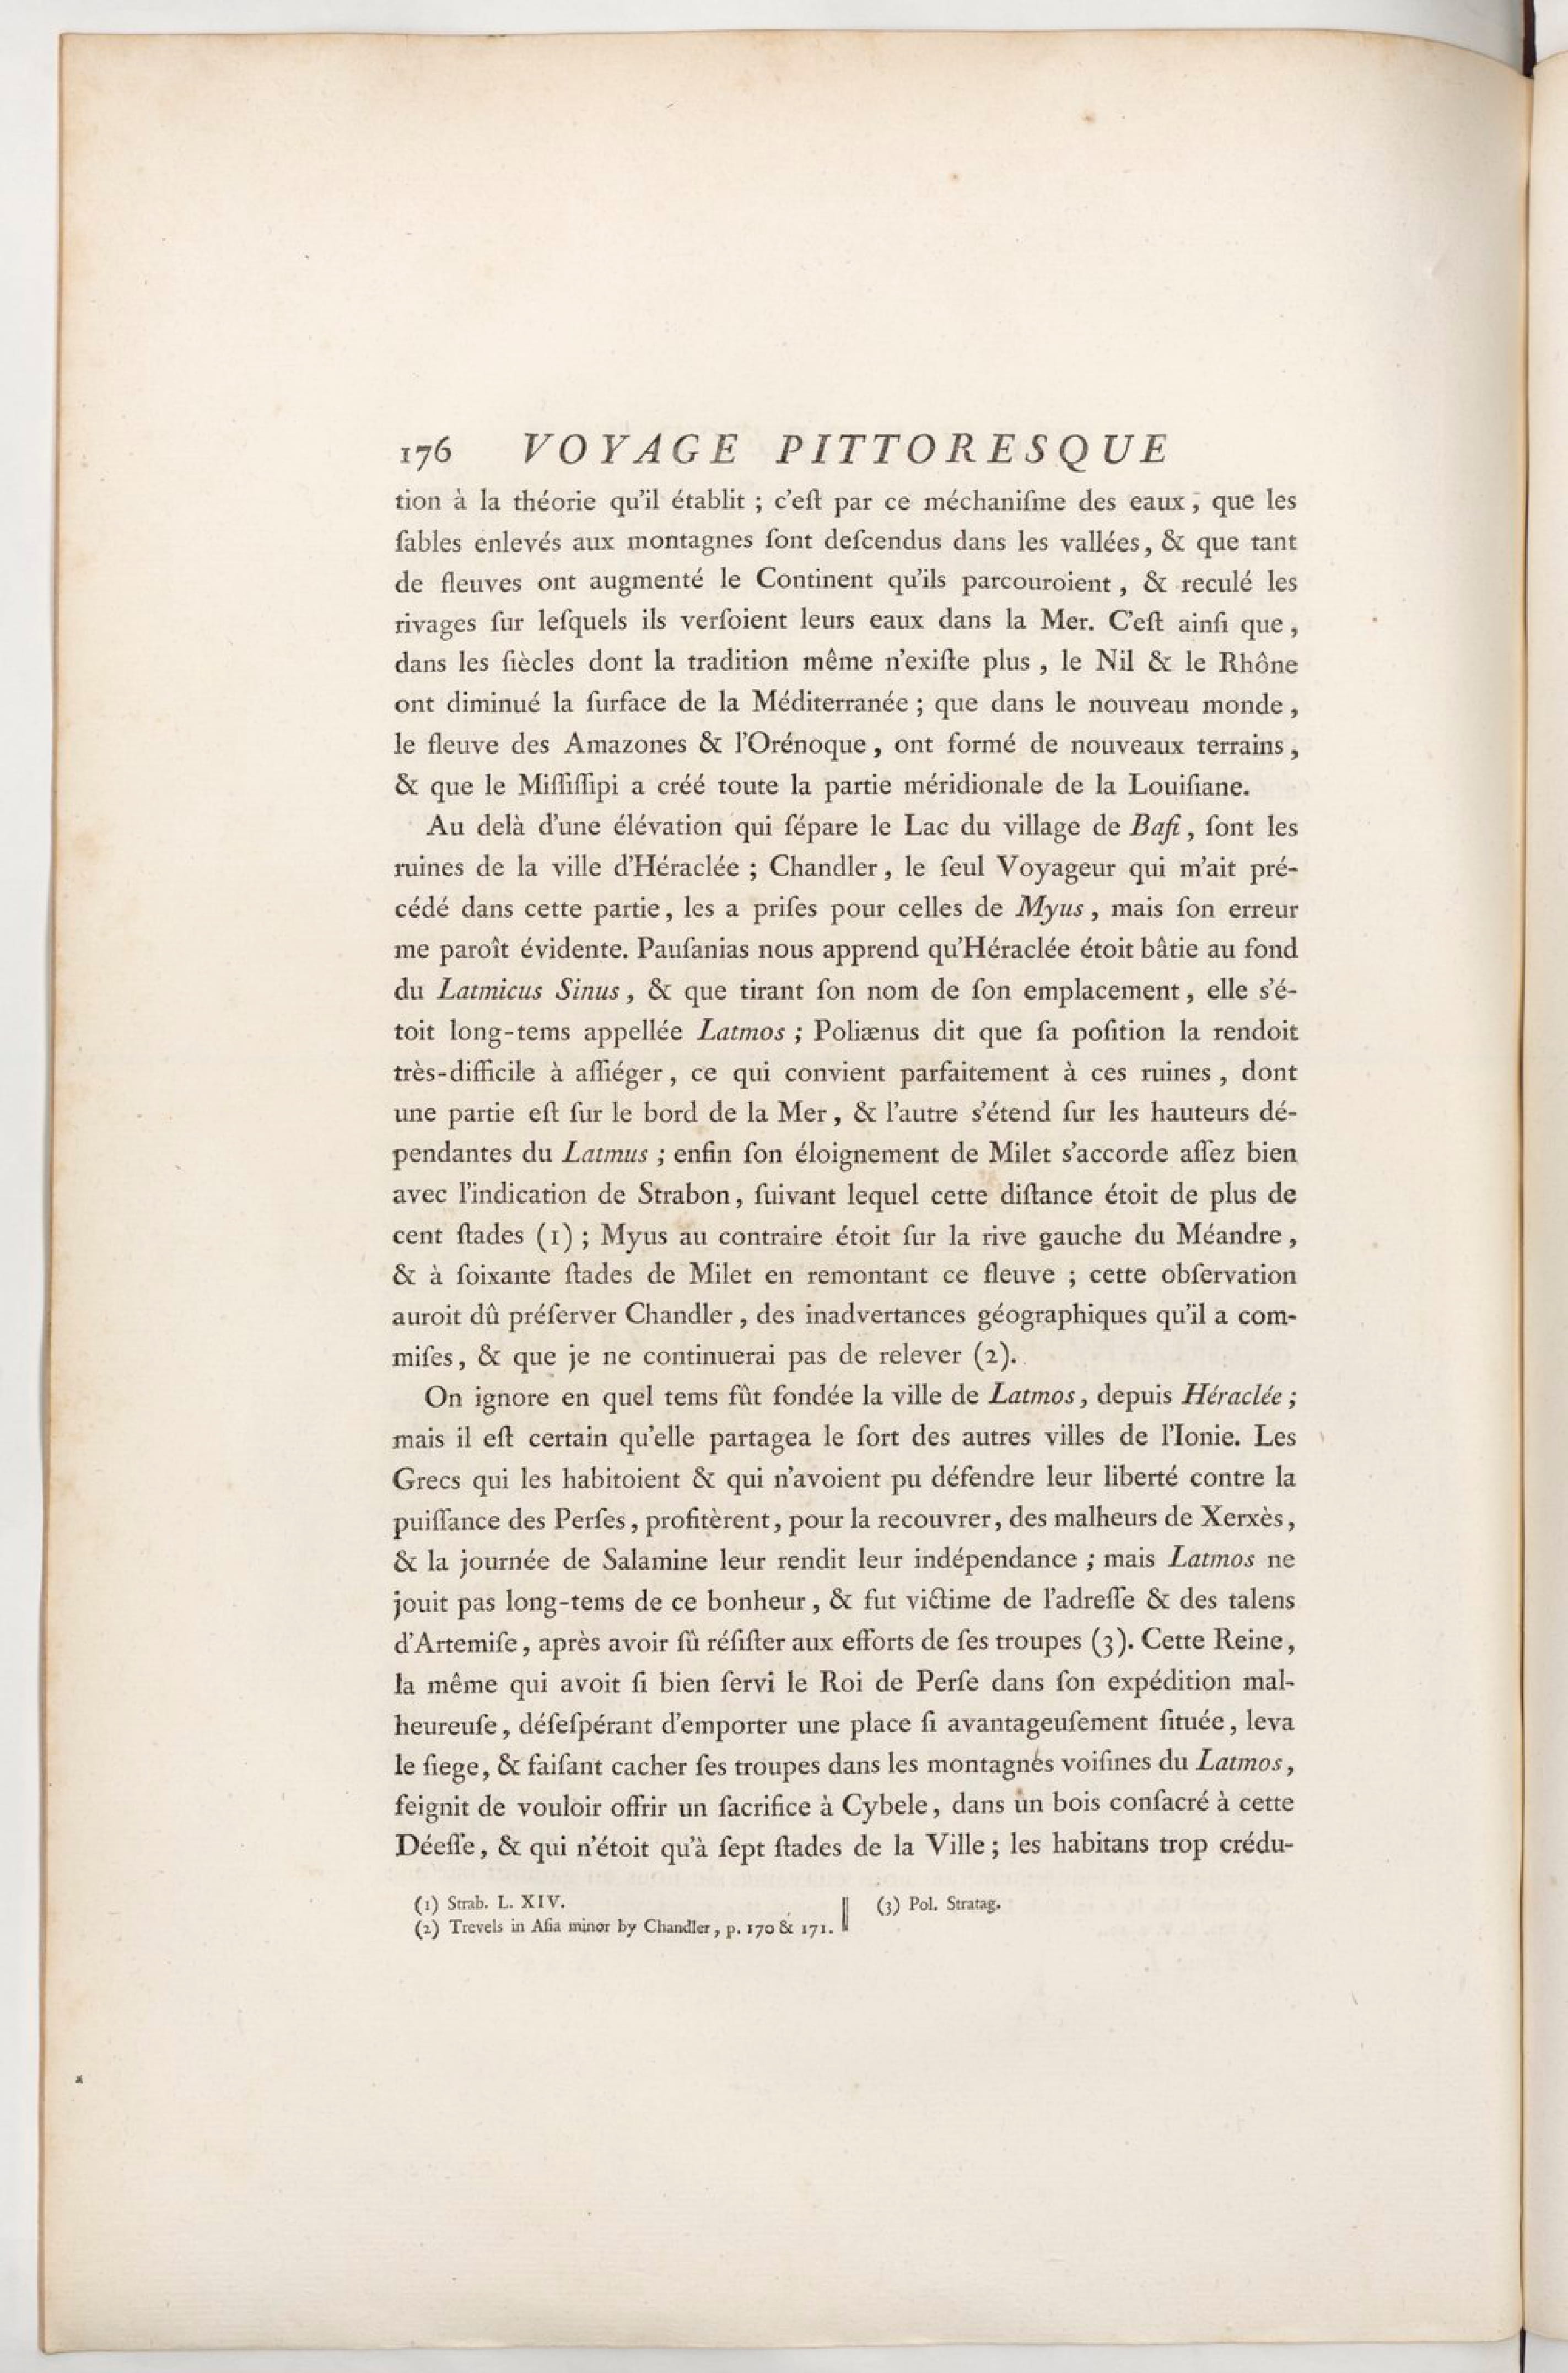 176 VOYAGE PITTORESQUE
tion à la théorie qu'il établit ; c'eſt par ce méchaniſme des eaux, que les
ſables enlevés aux montagnes ſont deſcendus dans les vallées, & que tant
de fleuves ont augmenté le Continent qu'ils parcouroient, & reculé les
rivages ſur leſquels ils verſoient leurs eaux dans la Mer. C'eſt ainſi que,
dans les ſiècles dont la tradition même n'exiſte plus, le Nil & le Rhône
ont diminué la ſurface de la Méditerranée ; que dans le nouveau monde,
le fleuve des Amazones & l'Orénoque, ont formé de nouveaux terrains,
& que le Miſſiſſipi a créé toute la partie méridionale de la Louiſiane.
Au delà d'une élévation qui ſépare le Lac du village de Bafi, ſont les
ruines de la ville d'Héraclée ; Chandler, le ſeul Voyageur qui m'ait pré-
cédé dans cette partie, les a priſes pour celles de Myus, mais ſon erreur
me paroît évidente. Pauſanias nous apprend qu'Héraclée étoit bâtie au fond
du Latmicus Sinus, & que tirant ſon nom de ſon emplacement, elle s'é-
toit long-tems appellée Latmos ; Poliænus dit que ſa poſition la rendoit
très-difficile à aſſiéger, ce qui convient parfaitement à ces ruines, dont
une partie eſt ſur le bord de la Mer, & l'autre s'étend ſur les hauteurs dé-
pendantes du Latmus ; enfin ſon éloignement de Milet s'accorde aſſez bien
avec l'indication de Strabon, ſuivant lequel cette diſtance étoit de plus de
cent ſtades (1) ; Myus au contraire étoit ſur la rive gauche du Méandre,
& à ſoixante ſtades de Milet en remontant ce fleuve ; cette obſervation
auroit dû préſerver Chandler, des inadvertances géographiques qu'il a com-
miſes, & que je ne continuerai pas de relever (2).
On ignore en quel tems fût fondée la ville de Latmos, depuis Héraclée ;
mais il eſt certain qu'elle partagea le ſort des autres villes de l'Ionie. Les
Grecs qui les habitoient & qui n'avoient pu défendre leur liberté contre la
puiſſance des Perſes, profitèrent, pour la recouvrer, des malheurs de Xerxès,
& la journée de Salamine leur rendit leur indépendance ; mais Latmos ne
jouit pas long-tems de ce bonheur, & fut victime de l'adreſſe & des talens
d'Artemiſe, après avoir ſû réſiſter aux efforts de ſes troupes (3). Cette Reine,
la même qui avoit ſi bien ſervi le Roi de Perſe dans ſon expédition mal-
heureuſe, déſeſpérant d'emporter une place ſi avantageuſement ſituée, leva
le ſiege, & faiſant cacher ſes troupes dans les montagnes voiſines du Latmos,
feignit de vouloir offrir un ſacrifice à Cybele, dans un bois conſacré à cette
Déeſſe, & qui n'étoit qu'à ſept ſtades de la Ville ; les habitans trop crédu-
(1) Strab. L. XIV.
(2) Trevels in Aſia minor by Chandler, p. 170 & 171.
(3) Pol. Stratag.